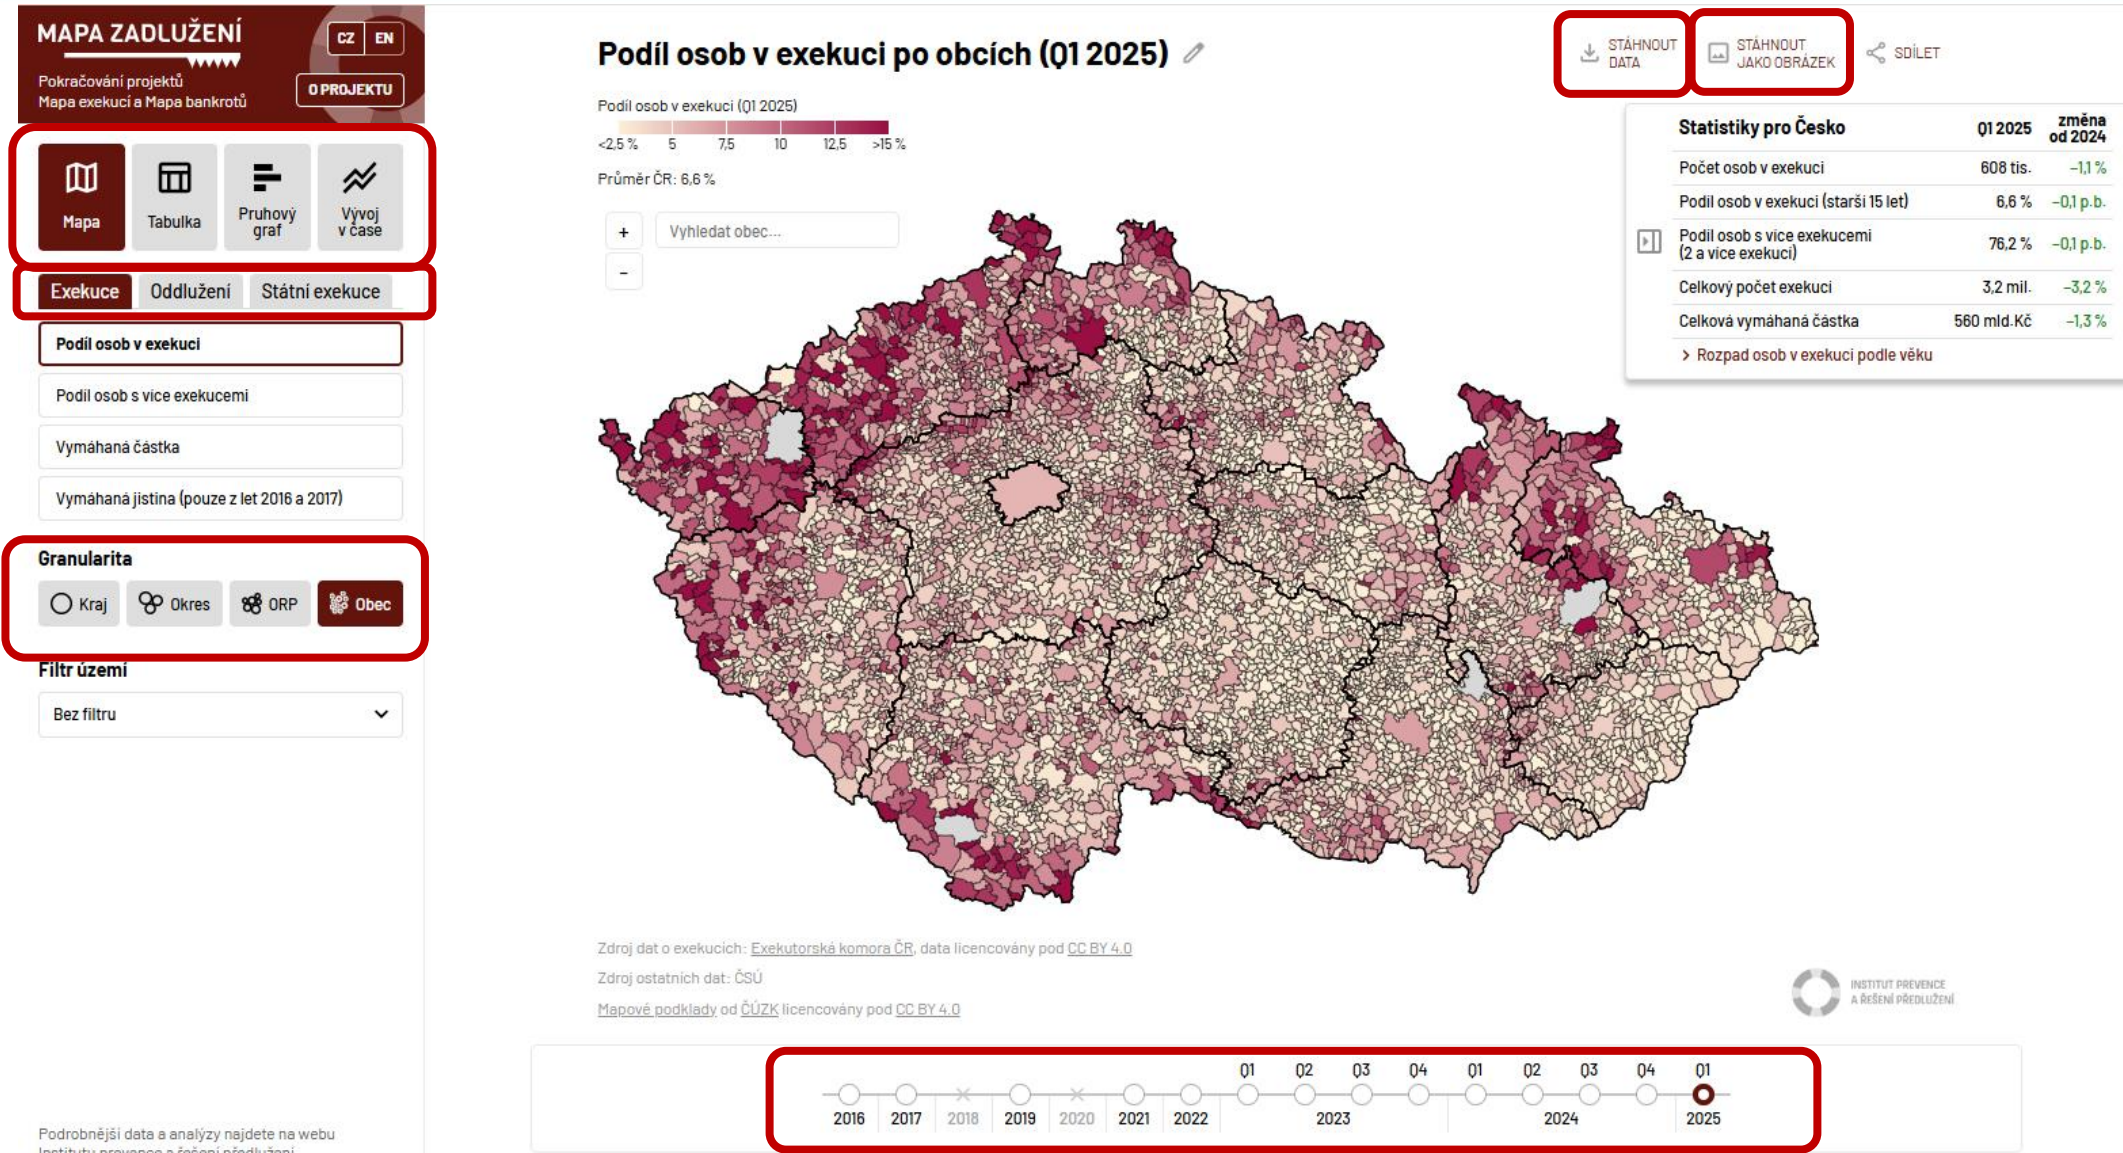 MAPA ZADLUŽENÍ
CZ EN
Pokračování projektů
Mapa exekucí a Mapa bankrotů
O PROJEKTU
Mapa
Tabulka
Pruhový
graf
Vývoj
v čase
Exekuce
Oddlužení
Státní exekuce
Podíl osob v exekuci
Podíl osob s více exekucemi
Vymáhaná částka
Vymáhaná jistina (pouze z let 2016 a 2017)
Granularita
Kraj
Okres
ORP
Obec
Filtr území
Bez filtru
Podrobnější data a analýzy najdete na webu
Institutu prevence a řešení předlužení
Podíl osob v exekuci po obcích (Q1 2025)
STÁHNOUT
DATA
STÁHNOUT
JAKO OBRÁZEK
SDÍLET
Podíl osob v exekuci (Q1 2025)
<2,5 % 5 7,5 10 12,5 >15 %
Průměr ČR: 6,6 %
+
Vyhledat obec...
-
Statistiky pro Česko Q1 2025 změna
od 2024
Počet osob v exekuci 608 tis. −1,1 %
Podíl osob v exekuci (starší 15 let) 6,6 % −0,1 p.b.
Podíl osob s více exekucemi
(2 a více exekucí) 76,2 % −0,1 p.b.
Celkový počet exekucí 3,2 mil. −3,2 %
Celková vymáhaná částka 560 mld.Kč −1,3 %
> Rozpad osob v exekuci podle věku
Zdroj dat o exekucích: Exekutorská komora ČR, data licencovány pod CC BY 4.0
Zdroj ostatních dat: ČSÚ
Mapové podklady od ČÚZK licencovány pod CC BY 4.0
INSTITUT PREVENCE
A ŘEŠENÍ PŘEDLUŽENÍ
Q1 Q2 Q3 Q4 Q1 Q2 Q3 Q4 Q1
2016 2017 2018 2019 2020 2021 2022 2023 2024 2025